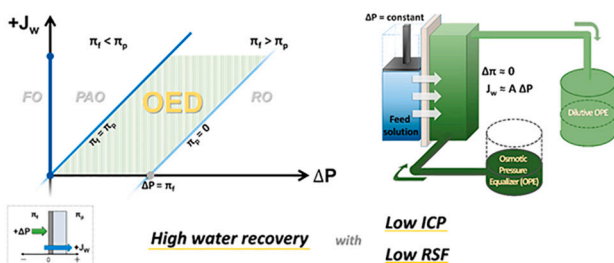 +Jw
πf < πp
πf > πp
FO
PAO
OED
RO
πf = πp
πp = 0
ΔP = πf
ΔP
πf
πp
+ΔP
+Jw
- 0 +
ΔP = constant
Feed solution
Δπ ≈ 0
Jw ≈ A ΔP
Dilutive OPE
Osmotic Pressure Equalizer (OPE)
High water recovery with
Low ICP
Low RSF